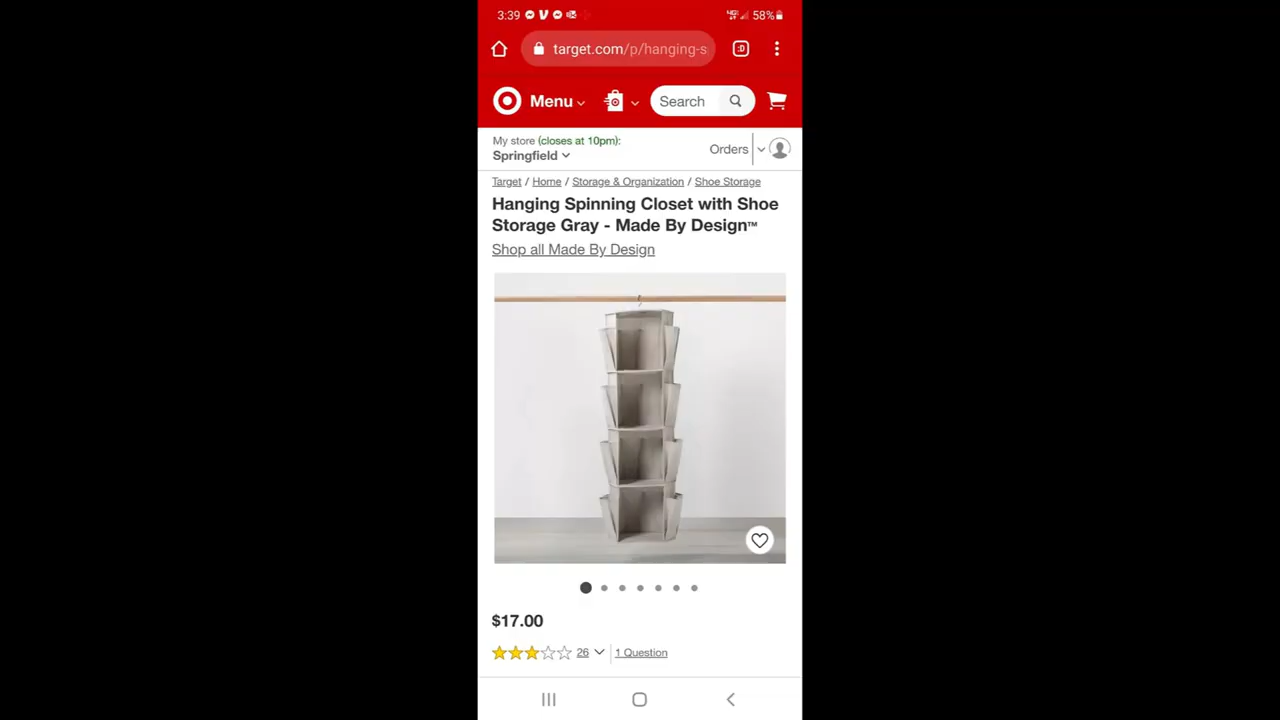 3:39 58%
target.com/p/hanging-s
:D
Menu Search
My store (closes at 10pm):
Springfield
Orders
Target / Home / Storage & Organization / Shoe Storage
Hanging Spinning Closet with Shoe
Storage Gray - Made By Design™
Shop all Made By Design
$17.00
26 1 Question